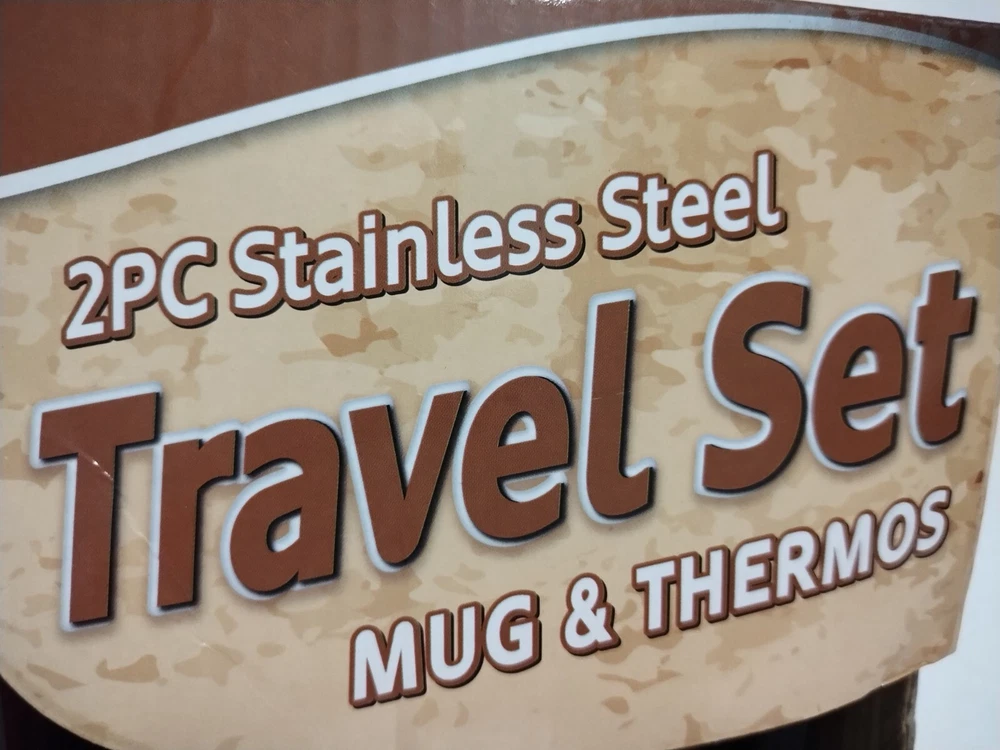 2PC Stainless Steel
Travel Set
MUG & THERMOS